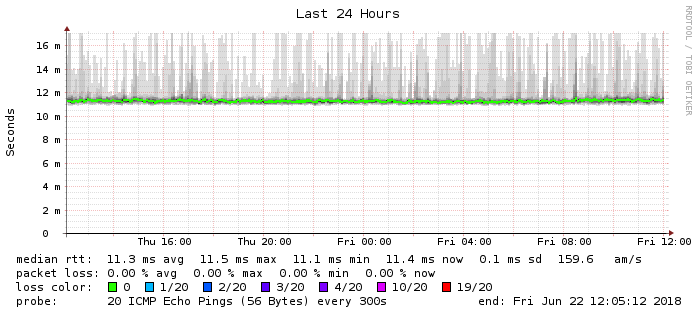 Last 24 Hours
RRDTOOL / TOBI OETIKER
Seconds
16 m
14 m
12 m
10 m
8 m
6 m
4 m
2 m
0
Thu 16:00 Thu 20:00 Fri 00:00 Fri 04:00 Fri 08:00 Fri 12:00
median rtt: 11.3 ms avg 11.5 ms max 11.1 ms min 11.4 ms now 0.1 ms sd 159.6 am/s
packet loss: 0.00 % avg 0.00 % max 0.00 % min 0.00 % now
loss color: 0 1/20 2/20 3/20 4/20 10/20 19/20
probe: 20 ICMP Echo Pings (56 Bytes) every 300s end: Fri Jun 22 12:05:12 2018